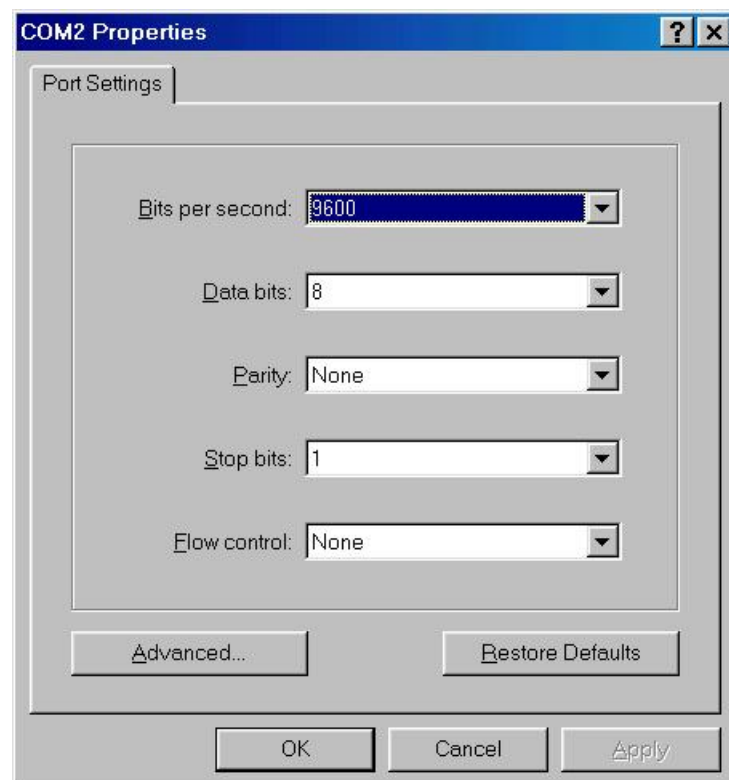 COM2 Properties
Port Settings
Bits per second: 9600
Data bits: 8
Parity: None
Stop bits: 1
Flow control: None
Advanced... Restore Defaults
OK Cancel Apply